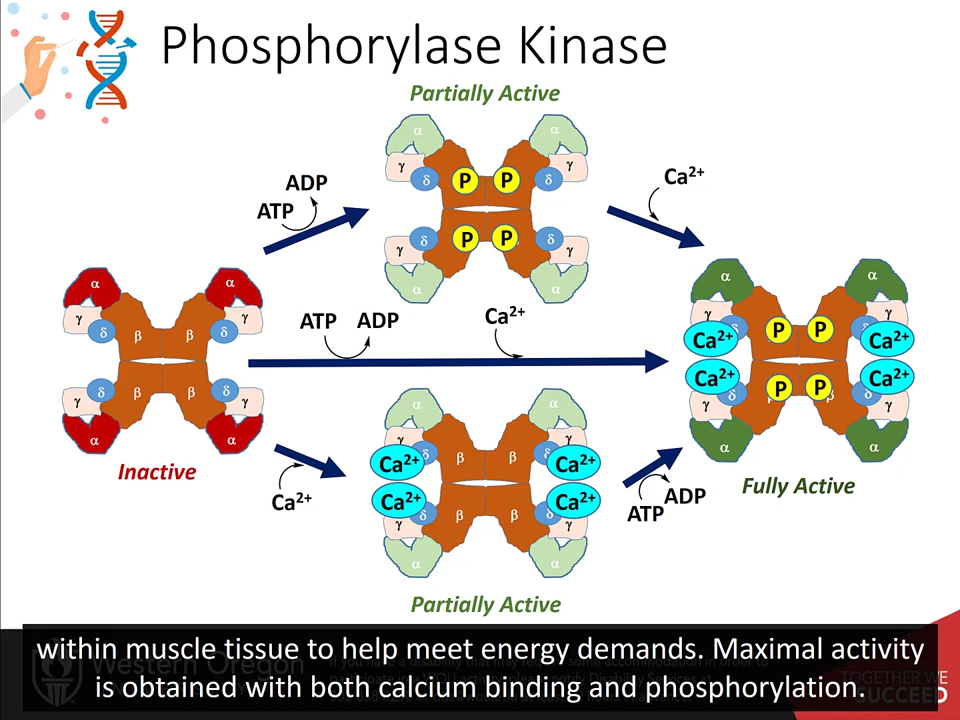 Phosphorylase Kinase
Partially Active
α α
γ γ
δ P P δ
ADP
ATP
Ca2+
δ P P δ
γ γ
α α
α α
γ γ
δ β β δ
δ β β δ
γ γ
α α
Inactive
ATP ADP
Ca2+
α α
γ γ
δ P P δ
Ca2+ Ca2+
Ca2+ Ca2+
δ P P β δ
γ γ
α α
Fully Active
Ca2+
α α
γ γ
Ca2+ δ β β δ Ca2+
Ca2+ δ β β δ Ca2+
γ γ
α α
Partially Active
ATP
ADP
within muscle tissue to help meet energy demands. Maximal activity
is obtained with both calcium binding and phosphorylation.
Western Oregon
TOGETHER WE
SUCCEED